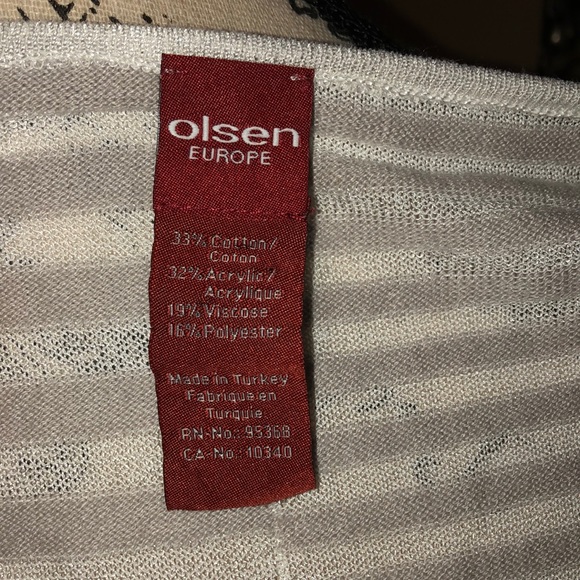 olsen
EUROPE
33% Cotton/
Coton
32% Acrylic/
Acrylique
19% Viscose
16% Polyester
Made in Turkey
Fabriqué en
Turquie
RN-No.: 95368
CA-No.: 10340